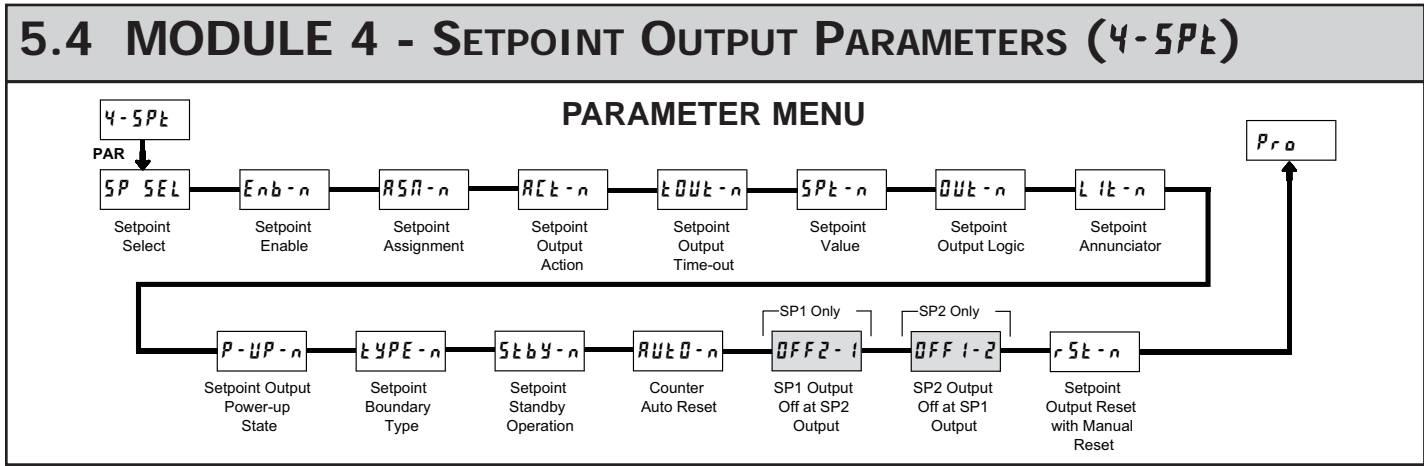 5.4 MODULE 4 - SETPOINT OUTPUT PARAMETERS (4-SPt)
PARAMETER MENU
4-SPt
Pro
PAR
SP SEL
Enb-n
ASN-n
ACt-n
tOUt-n
SPt-n
OUt-n
LIt-n
Setpoint
Select
Setpoint
Enable
Setpoint
Assignment
Setpoint
Output
Action
Setpoint
Output
Time-out
Setpoint
Value
Setpoint
Output Logic
Setpoint
Annunciator
SP1 Only
SP2 Only
P-UP-n
tYPE-n
Stby-n
AUtO-n
OFF2-1
OFF1-2
rSt-n
Setpoint Output
Power-up
State
Setpoint
Boundary
Type
Setpoint
Standby
Operation
Counter
Auto Reset
SP1 Output
Off at SP2
Output
SP2 Output
Off at SP1
Output
Setpoint
Output Reset
with Manual
Reset